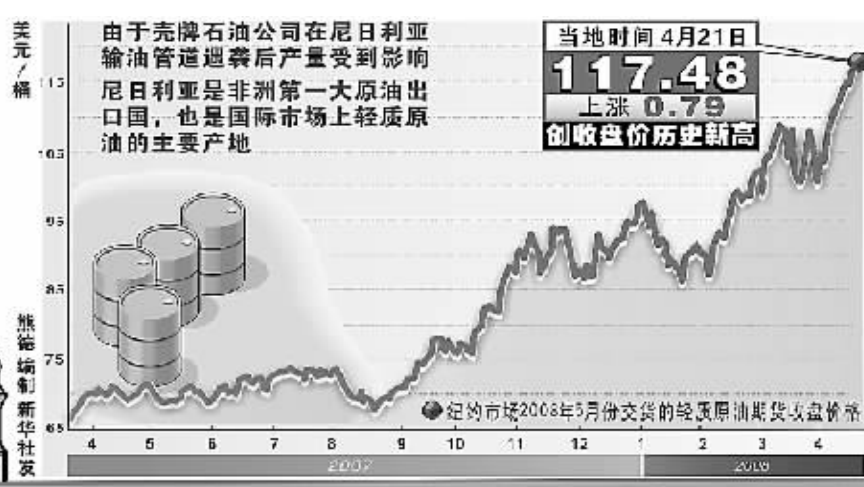 美元/桶
由于壳牌石油公司在尼日利亚
输油管道遇袭后产量受到影响
尼日利亚是非洲第一大原油出
口国，也是国际市场上轻质原
油的主要产地
当地时间 4月21日
117.48
上涨 0.79
创收盘价历史新高
115
105
95
85
75
65
纽约市场2008年5月份交货的轻质原油期货收盘价格
4 5 6 7 8 9 10 11 12 1 2 3 4
2007 2008
熊德 编制 新华社发